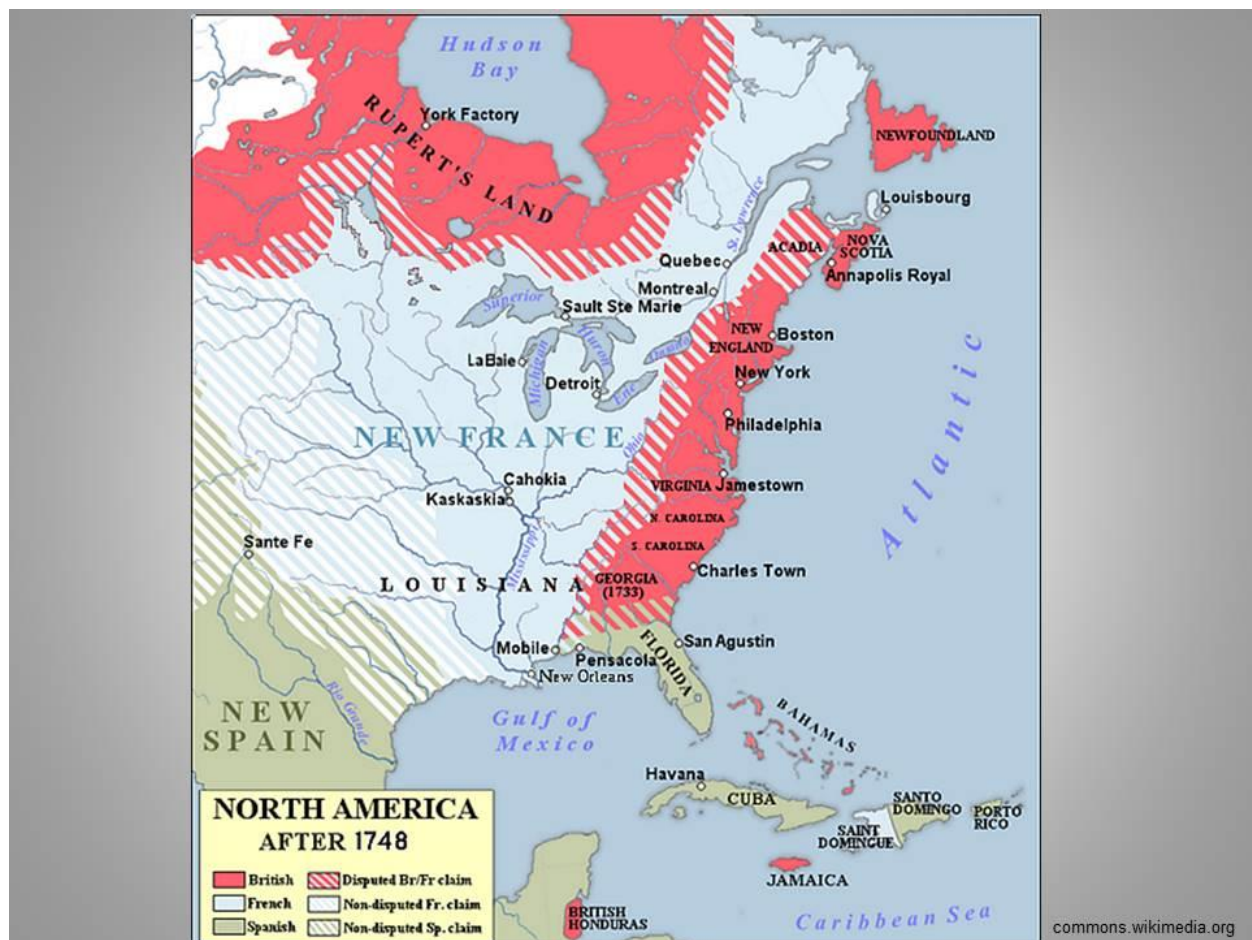 Hudson
Bay
York Factory
RUPERT'S LAND
NEWFOUNDLAND
Louisbourg
St. Lawrence
ACADIA
NOVA
SCOTIA
Quebec
Annapolis Royal
Montreal
Superior
Sault Ste Marie
NEW
ENGLAND
Boston
Huron
LaBaie
Michigan
New York
Detroit
Erie
Philadelphia
NEW FRANCE
Ohio
Atlantic
Cahokia
Kaskaskia
VIRGINIA
Jamestown
N. CAROLINA
Mississippi
Sante Fe
S. CAROLINA
Charles Town
LOUISIANA
GEORGIA
(1733)
Mobile
Pensacola
San Agustin
FLORIDA
New Orleans
Rio Grande
NEW
SPAIN
Gulf of
Mexico
BAHAMAS
Havana
CUBA
SANTO
DOMINGO
PORTO
RICO
SAINT
DOMINGUE
JAMAICA
BRITISH
HONDURAS
Caribbean Sea
NORTH AMERICA
AFTER 1748
British
Disputed Br/Fr claim
French
Non-disputed Fr. claim
Spanish
Non-disputed Sp. claim
commons.wikimedia.org